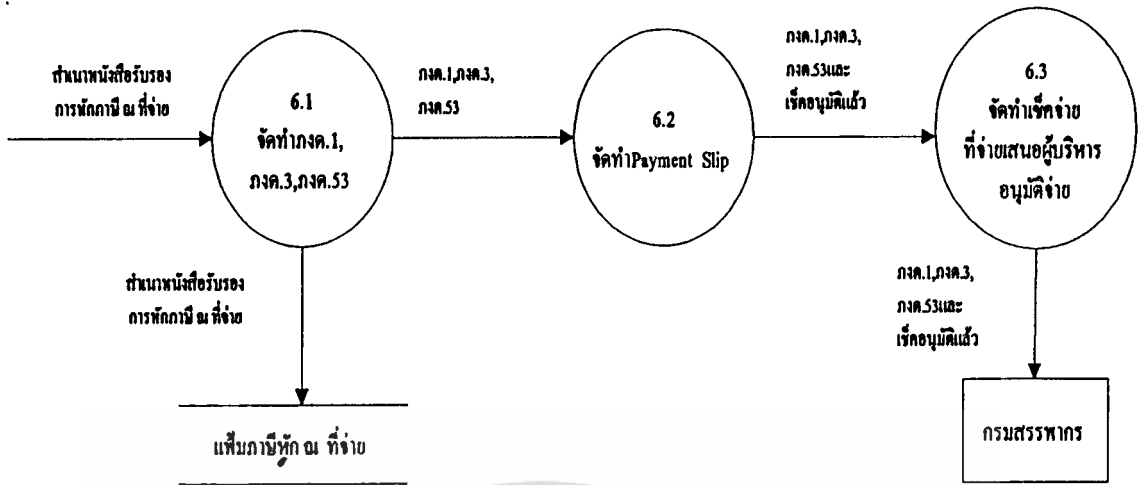 สำเนาหนังสือรับรอง
การหักภาษี ณ ที่จ่าย
6.1
จัดทำภงด.1,
ภงด.3,ภงด.53
ภงด.1,ภงด.3,
ภงด.53
6.2
จัดทำPayment Slip
ภงด.1,ภงด.3,
ภงด.53และ
เช็คอนุมัติแล้ว
6.3
จัดทำเช็คจ่าย
ที่จ่ายเสนอผู้บริหาร
อนุมัติจ่าย
สำเนาหนังสือรับรอง
การหักภาษี ณ ที่จ่าย
แฟ้มภาษีหัก ณ ที่จ่าย
ภงด.1,ภงด.3,
ภงด.53และ
เช็คอนุมัติแล้ว
กรมสรรพากร